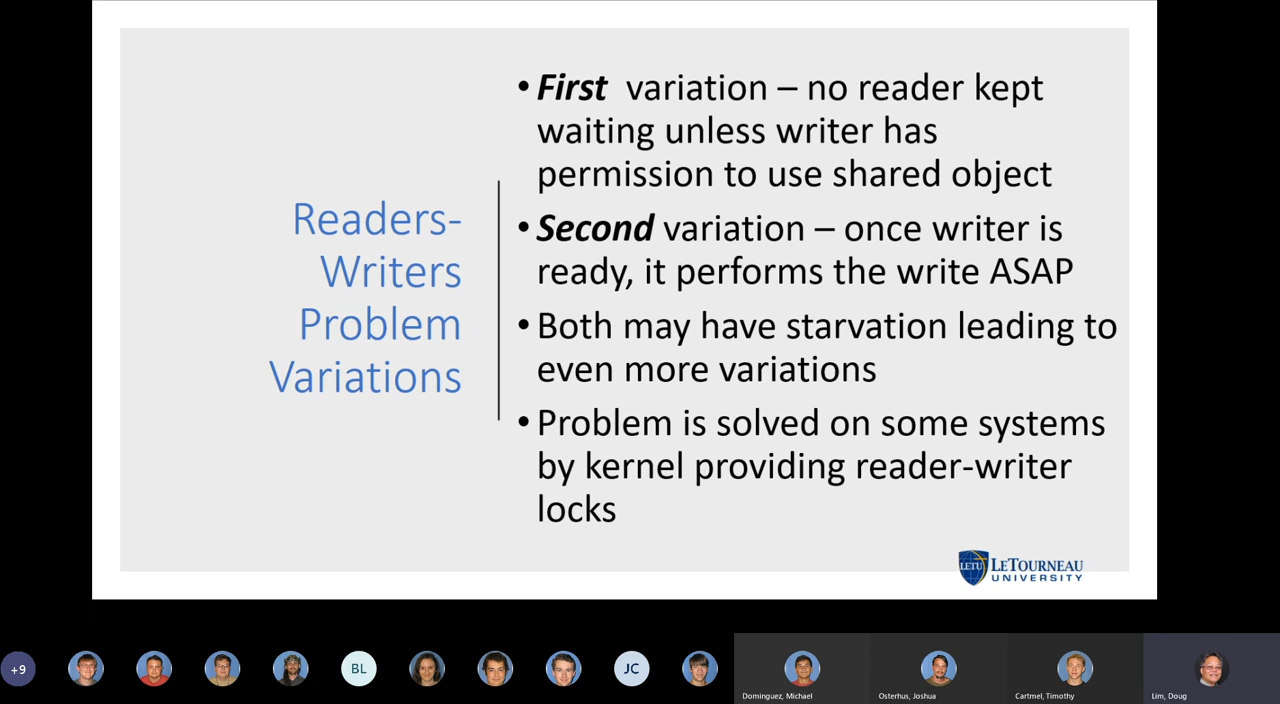 Readers-
Writers
Problem
Variations
• First variation – no reader kept
waiting unless writer has
permission to use shared object
• Second variation – once writer is
ready, it performs the write ASAP
• Both may have starvation leading to
even more variations
• Problem is solved on some systems
by kernel providing reader-writer
locks
LETU
LETOURNEAU
UNIVERSITY
+9
BL
JC
Dominguez, Michael
Osterhus, Joshua
Cartmel, Timothy
Lim, Doug